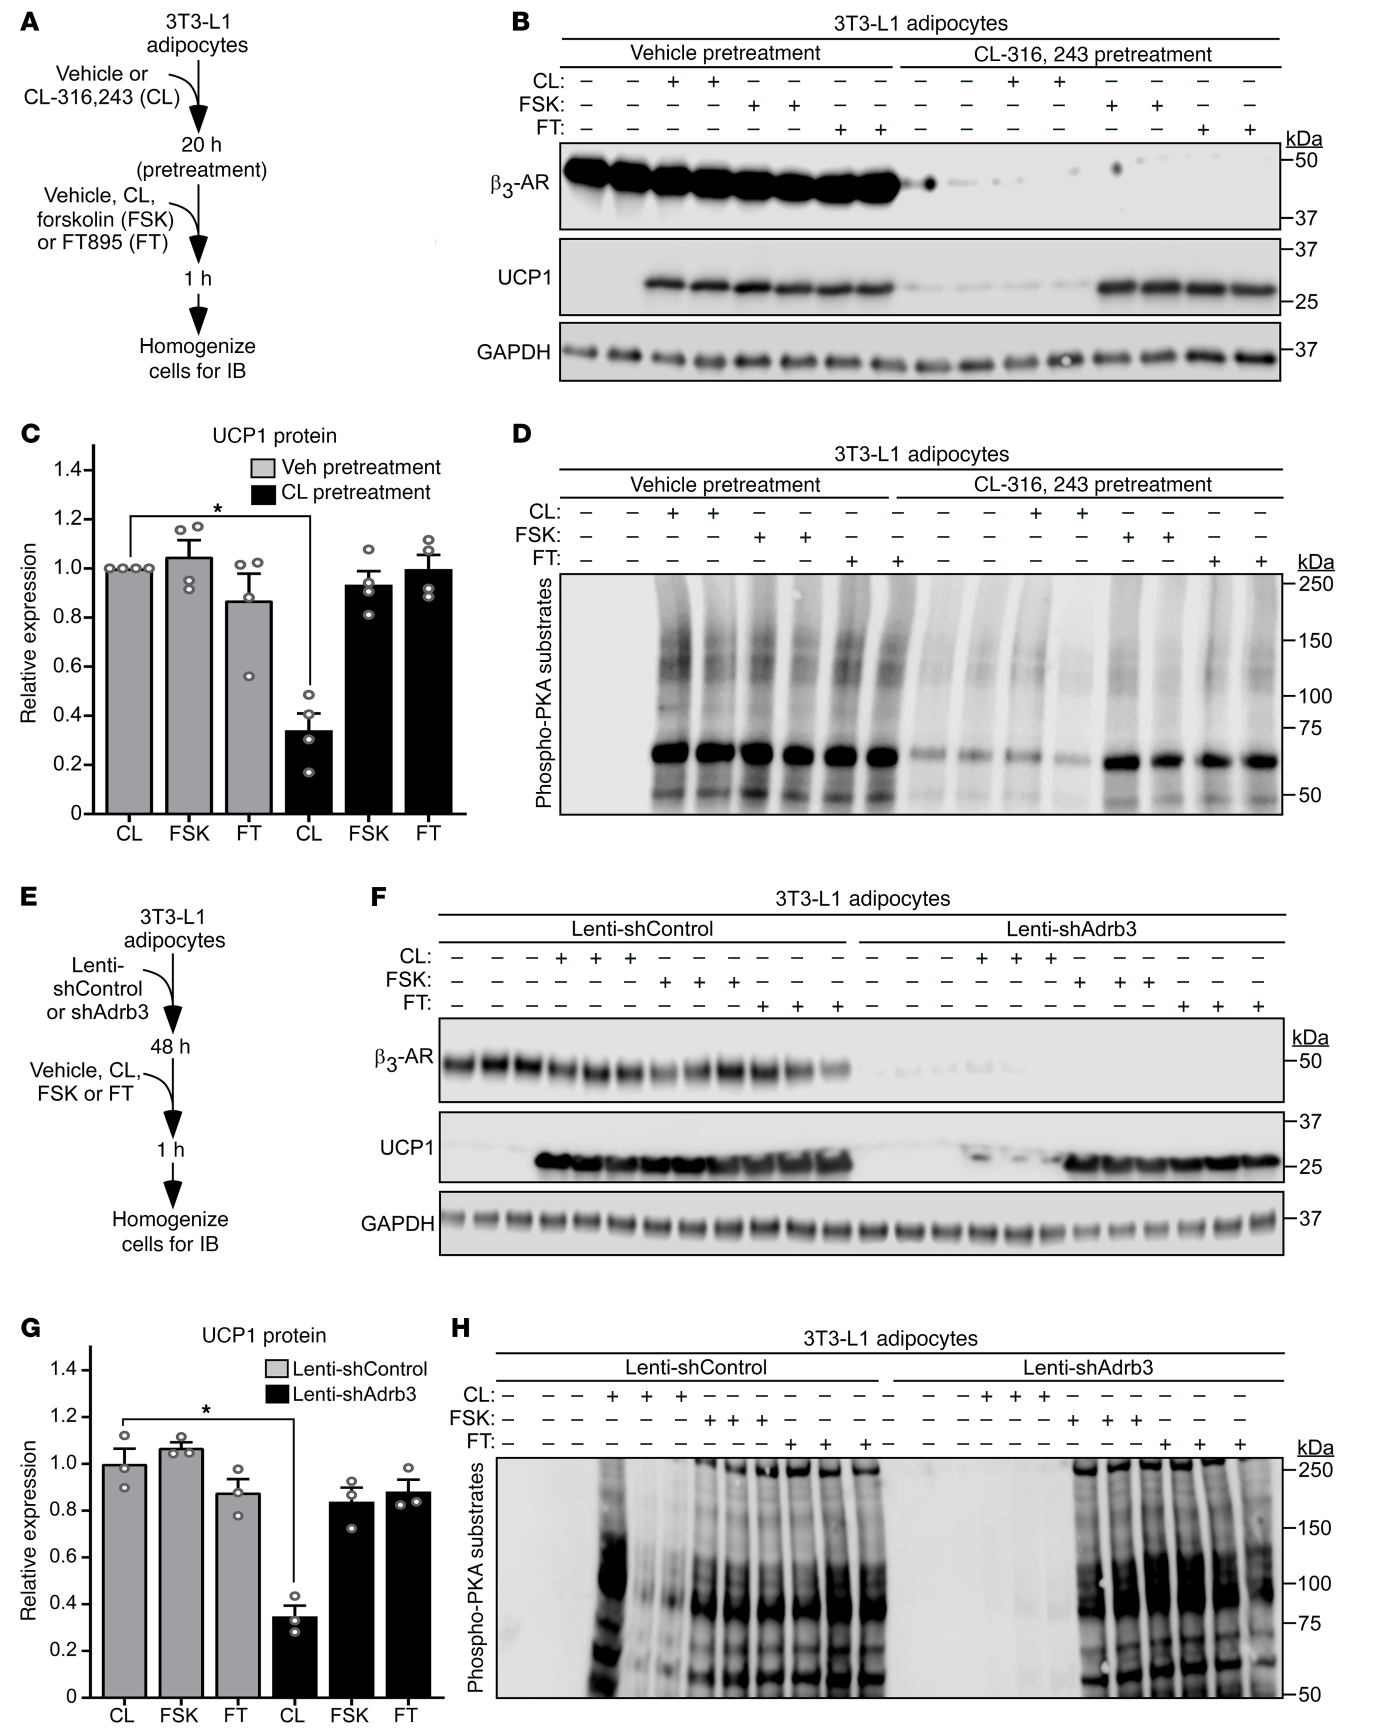 A
3T3-L1
adipocytes
Vehicle or
CL-316,243 (CL)
20 h
(pretreatment)
Vehicle, CL,
forskolin (FSK)
or FT895 (FT)
1 h
Homogenize
cells for IB
B
3T3-L1 adipocytes
Vehicle pretreatment CL-316, 243 pretreatment
CL: – – + + – – – – – – + + – – – –
FSK: – – – – + + – – – – – – + + – –
FT: – – – – – – + + – – – – – – + +
kDa
β3-AR
50
37
UCP1
37
25
GAPDH
37
C
UCP1 protein
Veh pretreatment
CL pretreatment
Relative expression
1.4
1.2
1.0
0.8
0.6
0.4
0.2
0
*
CL FSK FT CL FSK FT
D
3T3-L1 adipocytes
Vehicle pretreatment CL-316, 243 pretreatment
CL: – – + + – – – – – – + + – – – –
FSK: – – – – + + – – – – – – + + – –
FT: – – – – – – + + – – – – – – + +
kDa
Phospho-PKA substrates
250
150
100
75
50
E
3T3-L1
adipocytes
Lenti-
shControl
or shAdrb3
48 h
Vehicle, CL,
FSK or FT
1 h
Homogenize
cells for IB
F
3T3-L1 adipocytes
Lenti-shControl Lenti-shAdrb3
CL: – – – + + + – – – – – – – – – + + + – – – – – –
FSK: – – – – – – + + + – – – – – – – – – + + + – – –
FT: – – – – – – – – – + + + – – – – – – – – – + + +
kDa
β3-AR
50
UCP1
37
25
GAPDH
37
G
UCP1 protein
Lenti-shControl
Lenti-shAdrb3
Relative expression
1.4
1.2
1.0
0.8
0.6
0.4
0.2
0
*
CL FSK FT CL FSK FT
H
3T3-L1 adipocytes
Lenti-shControl Lenti-shAdrb3
CL: – – – + + + – – – – – – – – – + + + – – – – – –
FSK: – – – – – – + + + – – – – – – – – – + + + – – –
FT: – – – – – – – – – + + + – – – – – – – – – + + +
kDa
Phospho-PKA substrates
250
150
100
75
50